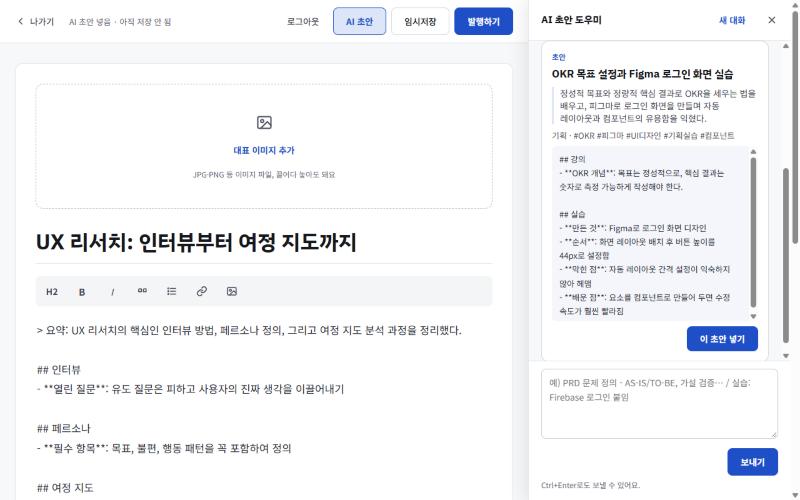 나가기
AI 초안 넣음 · 아직 저장 안 됨
로그아웃
AI 초안
임시저장
발행하기
대표 이미지 추가
JPG·PNG 등 이미지 파일, 끌어다 놓아도 돼요
UX 리서치: 인터뷰부터 여정 지도까지
H2 B I
> 요약: UX 리서치의 핵심인 인터뷰 방법, 페르소나 정의, 그리고 여정 지도 분석 과정을 정리했다.
## 인터뷰
- **열린 질문**: 유도 질문은 피하고 사용자의 진짜 생각을 이끌어내기
## 페르소나
- **필수 항목**: 목표, 불편, 행동 패턴을 꼭 포함하여 정의
## 여정 지도
AI 초안 도우미
새 대화
초안
OKR 목표 설정과 Figma 로그인 화면 실습
정성적 목표와 정량적 핵심 결과로 OKR을 세우는 법을
배우고, 피그마로 로그인 화면을 만들며 자동
레이아웃과 컴포넌트의 유용함을 익혔다.
기획 · #OKR #피그마 #UI디자인 #기획실습 #컴포넌트
## 강의
- **OKR 개념**: 목표는 정성적으로, 핵심 결과는
숫자로 측정 가능하게 작성해야 한다.
## 실습
- **만든 것**: Figma로 로그인 화면 디자인
- **순서**: 화면 레이아웃 배치 후 버튼 높이를
44px로 설정함
- **막힌 점**: 자동 레이아웃 간격 설정이 익숙하지
않아 헤맴
- **배운 점**: 요소를 컴포넌트로 만들어 두면 수정
속도가 훨씬 빨라짐
이 초안 넣기
예) PRD 문제 정의 - AS-IS/TO-BE, 가설 검증… / 실습:
Firebase 로그인 붙임
보내기
Ctrl+Enter로도 보낼 수 있어요.